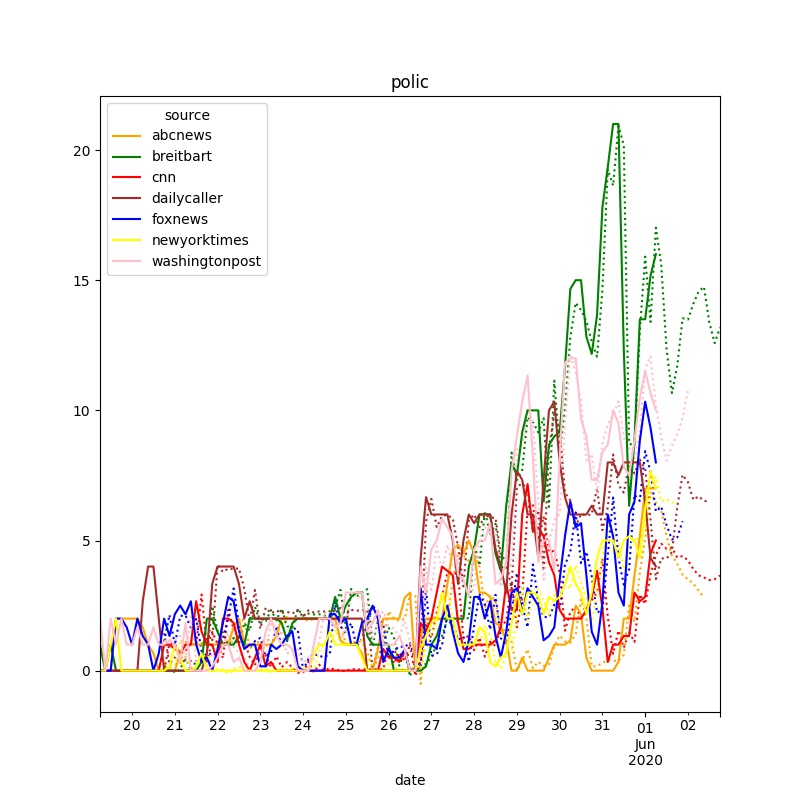 polic
source
abcnews
breitbart
cnn
dailycaller
foxnews
newyorktimes
washingtonpost
20
15
10
5
0
20 21 22 23 24 25 26 27 28 29 30 31 01 02
Jun
2020
date